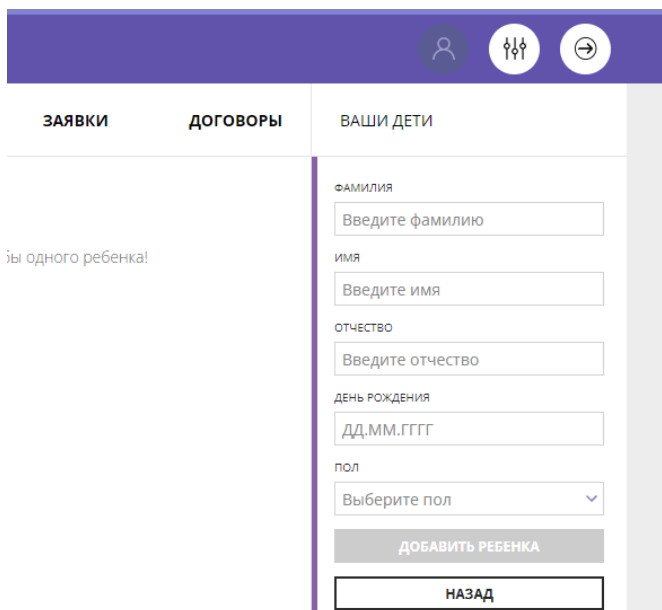 ЗАЯВКИ ДОГОВОРЫ ВАШИ ДЕТИ
одного ребенка!
ФАМИЛИЯ
Введите фамилию
ИМЯ
Введите имя
ОТЧЕСТВО
Введите отчество
ДЕНЬ РОЖДЕНИЯ
ДД.ММ.ГГГГ
ПОЛ
Выберите пол
ДОБАВИТЬ РЕБЕНКА
НАЗАД